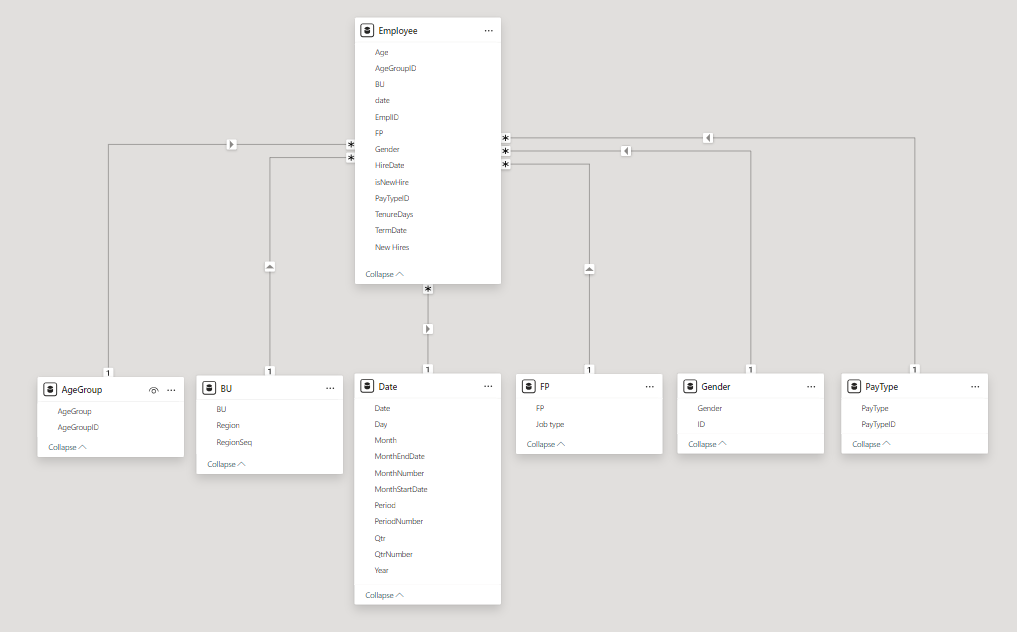 Employee
Age
AgeGroupID
BU
date
EmplID
FP
Gender
HireDate
isNewHire
PayTypeID
TenureDays
TermDate
New Hires
Collapse
*
*
*
*
*
*
1
1
1
1
1
1
AgeGroup
AgeGroup
AgeGroupID
Collapse
BU
BU
Region
RegionSeq
Collapse
Date
Date
Day
Month
MonthEndDate
MonthNumber
MonthStartDate
Period
PeriodNumber
Qtr
QtrNumber
Year
Collapse
FP
FP
Job type
Collapse
Gender
Gender
ID
Collapse
PayType
PayType
PayTypeID
Collapse